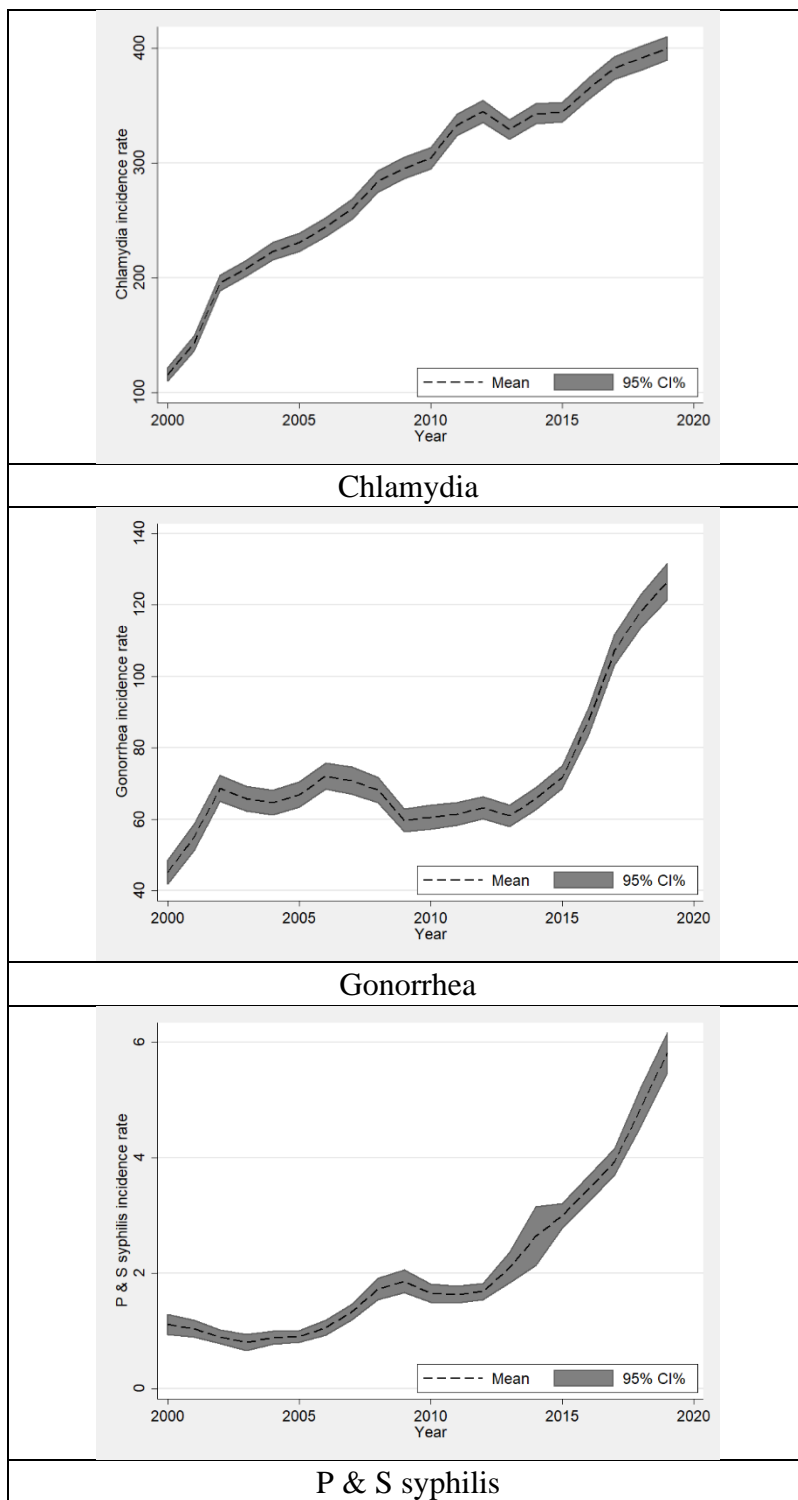 Chlamydia incidence rate
400
300
200
100
Mean
95% CI%
2000
2005
2010
2015
2020
Year
Chlamydia
Gonorrhea incidence rate
140
120
100
80
60
40
Mean
95% CI%
2000
2005
2010
2015
2020
Year
Gonorrhea
P & S syphilis incidence rate
6
4
2
0
Mean
95% CI%
2000
2005
2010
2015
2020
Year
P & S syphilis